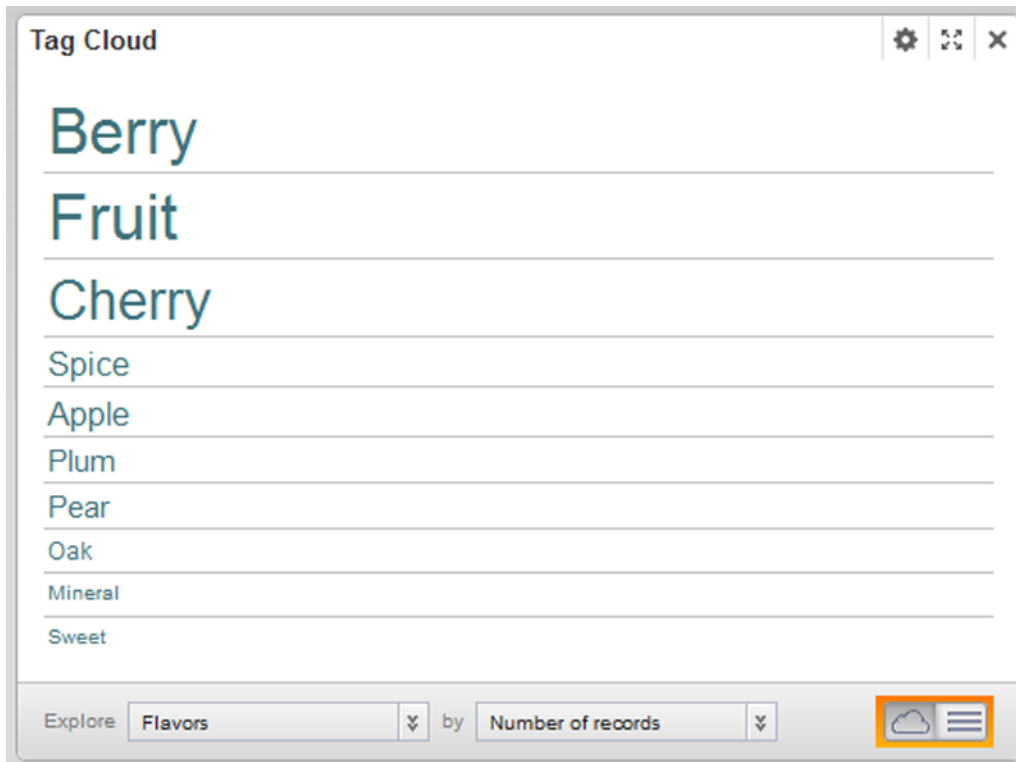 Tag Cloud
Berry
Fruit
Cherry
Spice
Apple
Plum
Pear
Oak
Mineral
Sweet
Explore Flavors by Number of records